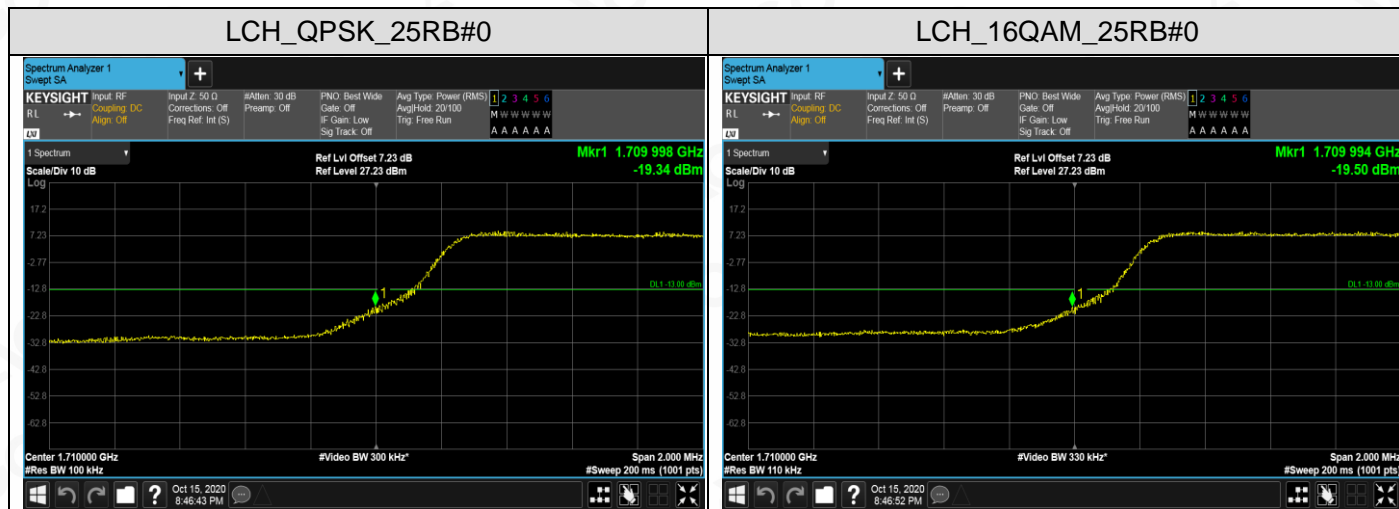 LCH_QPSK_25RB#0
Spectrum Analyzer 1
Swept SA
+
KEYSIGHT
RL
LXI
Input: RF
Coupling: DC
Align: Off
Input Z: 50 Ω
Corrections: Off
Freq Ref: Int (S)
#Atten: 30 dB
Preamp: Off
PNO: Best Wide
Gate: Off
IF Gain: Low
Sig Track: Off
Avg Type: Power (RMS)
Avg|Hold: 20/100
Trig: Free Run
1 2 3 4 5 6
M W W W W W
A A A A A A
1 Spectrum
Scale/Div 10 dB
Log
Ref Lvl Offset 7.23 dB
Ref Level 27.23 dBm
Mkr1 1.709 998 GHz
-19.34 dBm
17.2
7.23
-2.77
-12.8
-22.8
-32.8
-42.8
-52.8
-62.8
1
DL1 -13.00 dBm
Center 1.710000 GHz
#Res BW 100 kHz
#Video BW 300 kHz*
Span 2.000 MHz
#Sweep 200 ms (1001 pts)
?
Oct 15, 2020
8:46:43 PM
LCH_16QAM_25RB#0
Spectrum Analyzer 1
Swept SA
+
KEYSIGHT
RL
LXI
Input: RF
Coupling: DC
Align: Off
Input Z: 50 Ω
Corrections: Off
Freq Ref: Int (S)
#Atten: 30 dB
Preamp: Off
PNO: Best Wide
Gate: Off
IF Gain: Low
Sig Track: Off
Avg Type: Power (RMS)
Avg|Hold: 20/100
Trig: Free Run
1 2 3 4 5 6
M W W W W W
A A A A A A
1 Spectrum
Scale/Div 10 dB
Log
Ref Lvl Offset 7.23 dB
Ref Level 27.23 dBm
Mkr1 1.709 994 GHz
-19.50 dBm
17.2
7.23
-2.77
-12.8
-22.8
-32.8
-42.8
-52.8
-62.8
1
DL1 -13.00 dBm
Center 1.710000 GHz
#Res BW 110 kHz
#Video BW 330 kHz*
Span 2.000 MHz
#Sweep 200 ms (1001 pts)
?
Oct 15, 2020
8:46:52 PM